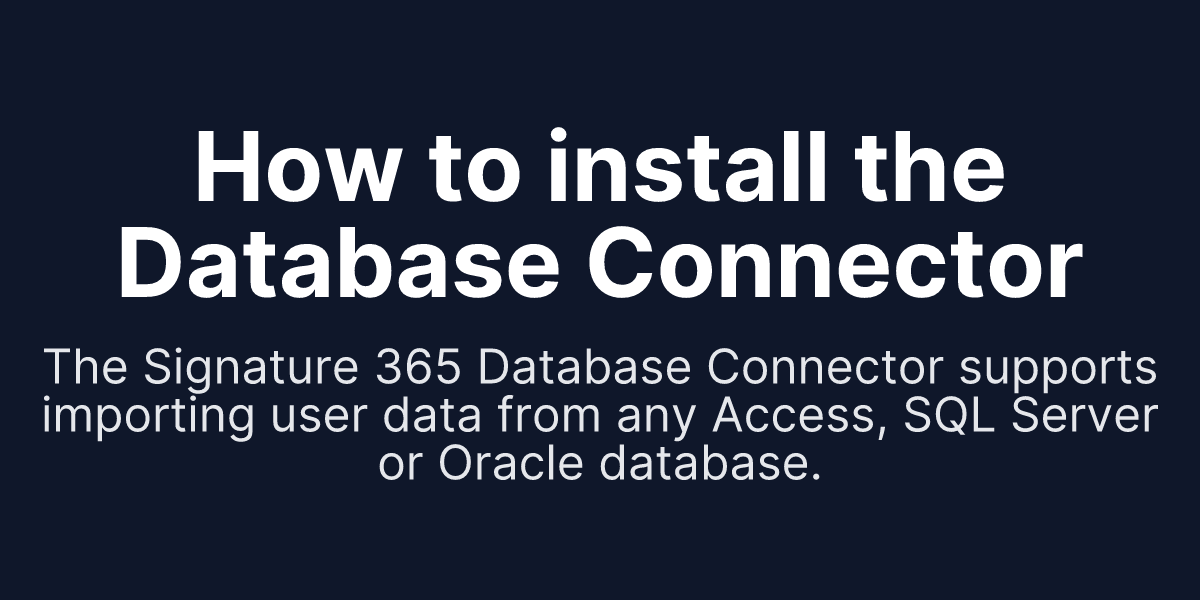 How to install the
Database Connector
The Signature 365 Database Connector supports
importing user data from any Access, SQL Server
or Oracle database.